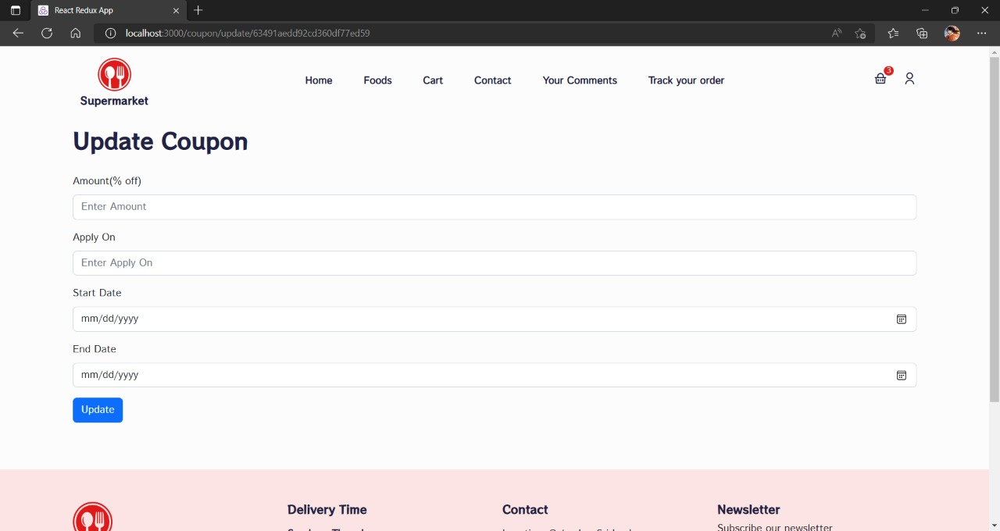 React Redux App
localhost:3000/coupon/update/63491aedd92cd360df77ed59
Supermarket
Home
Foods
Cart
Contact
Your Comments
Track your order
3
Update Coupon
Amount(% off)
Enter Amount
Apply On
Enter Apply On
Start Date
mm/dd/yyyy
End Date
mm/dd/yyyy
Update
Delivery Time
Contact
Newsletter
Subscribe our newsletter